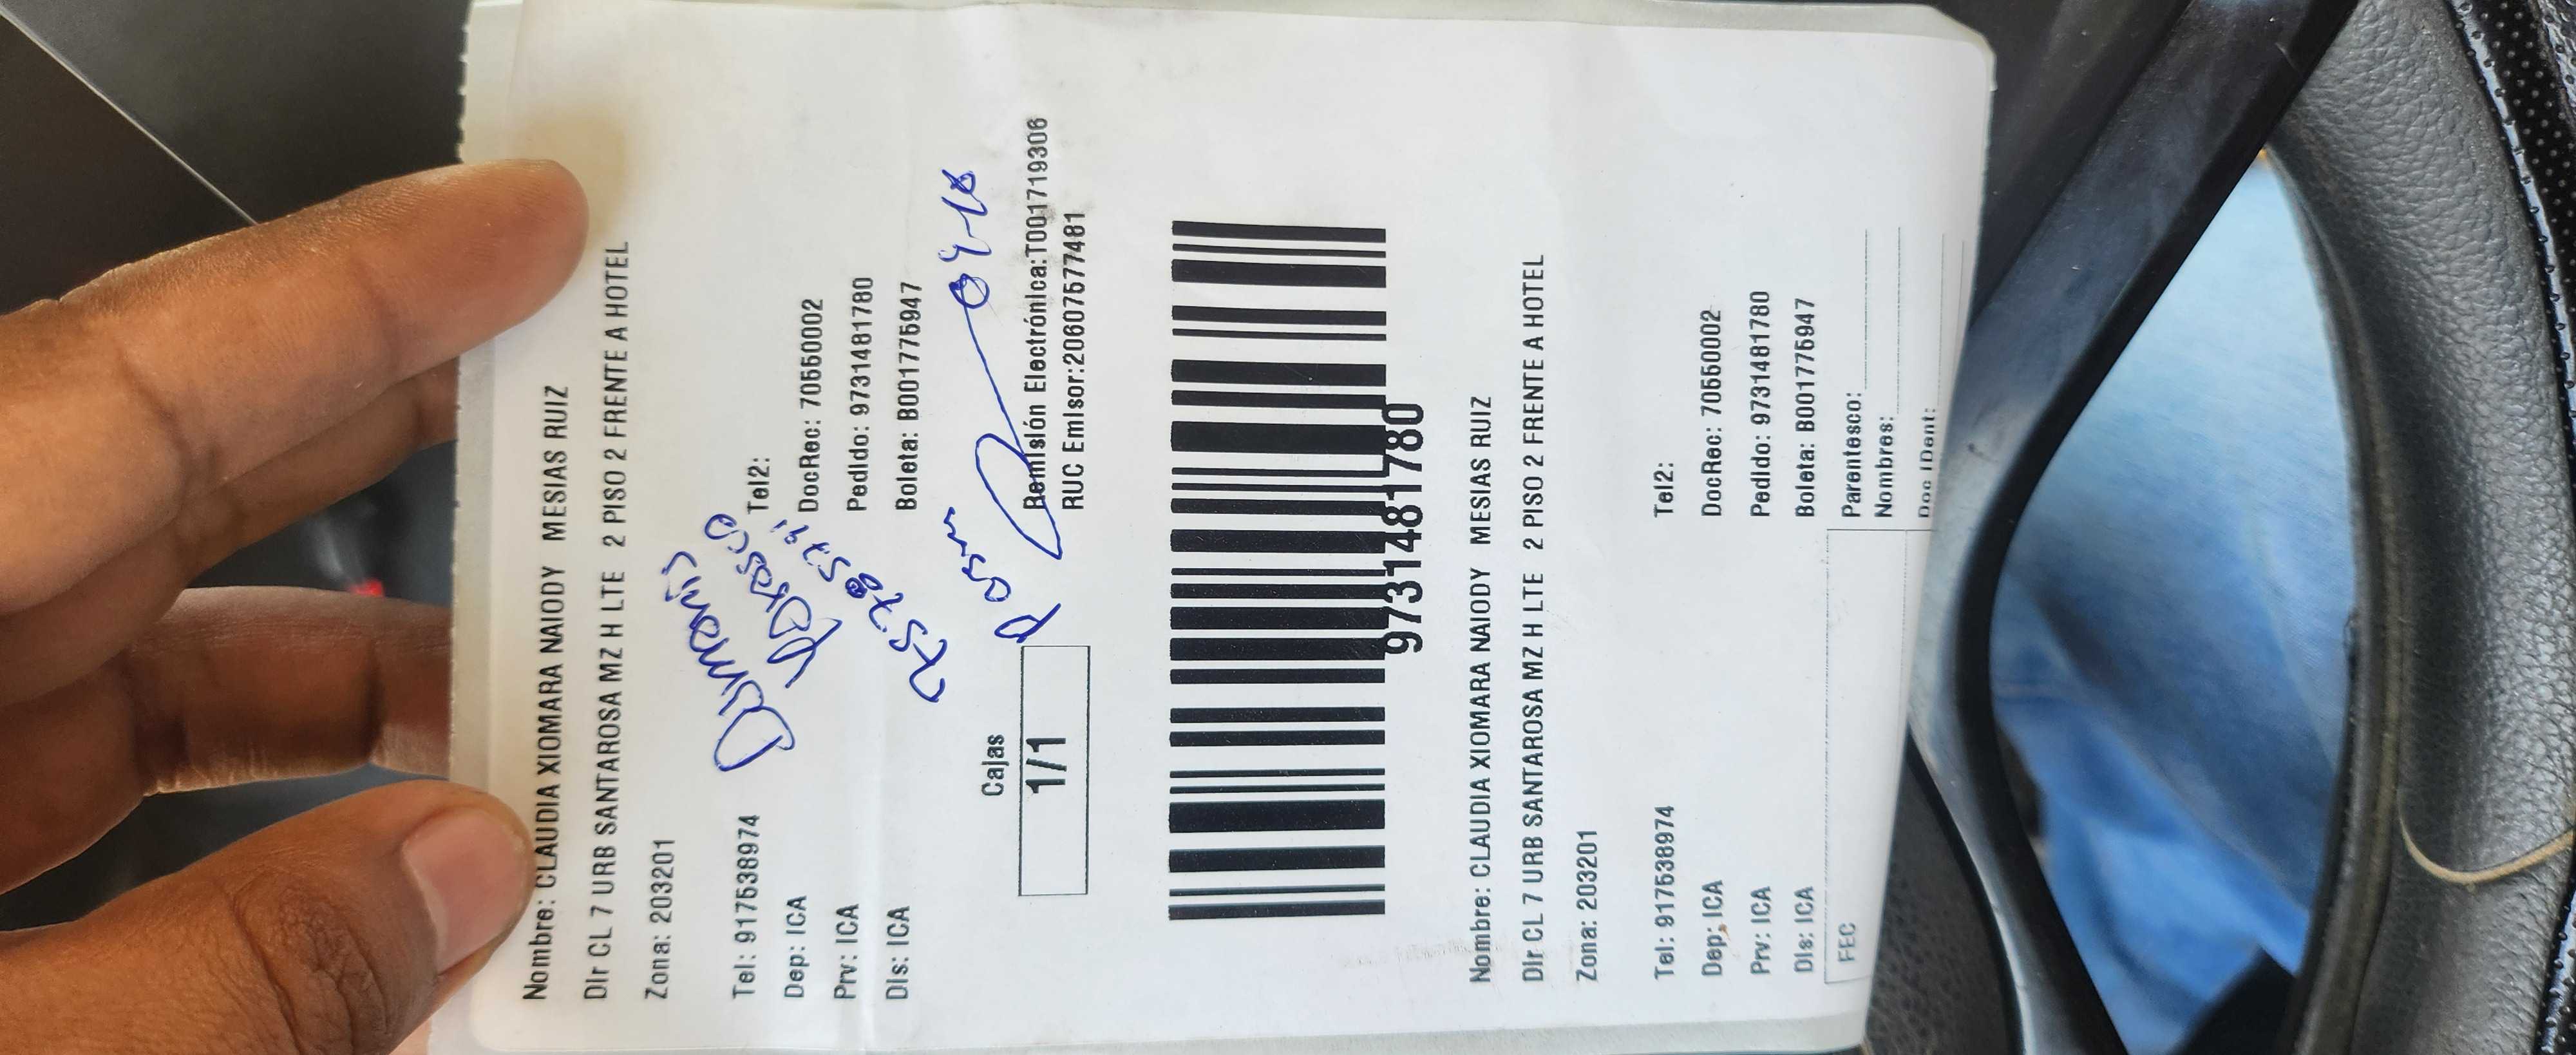 Nombre: CLAUDIA XIOMARA NAIODY MESIAS RUIZ
Dir CL 7 URB SANTAROSA MZ H LTE 2 PISO 2 FRENTE A HOTEL
Zona: 203201
Tel: 917538974 Tel2:
Dep: ICA DocRec: 70550002
Prv: ICA Pedido: 9731481780
Dis: ICA Boleta: B001775947
Cajas
1/1
Remisión Electrónica:T001719306
RUC Emisor:20607577481
9731481780
Nombre: CLAUDIA XIOMARA NAIODY MESIAS RUIZ
Dir CL 7 URB SANTAROSA MZ H LTE 2 PISO 2 FRENTE A HOTEL
Zona: 203201
Tel: 917538974 Tel2:
Dep: ICA DocRec: 70550002
Prv: ICA Pedido: 9731481780
Dis: ICA Boleta: B001775947
FEC Parentesco:
Nombres:
Doc IDent: